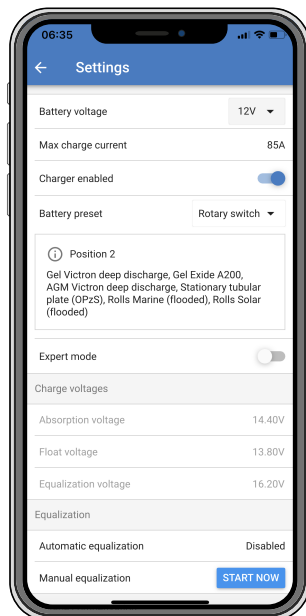 06:35
Settings
Battery voltage 12V
Max charge current 85A
Charger enabled
Battery preset Rotary switch
Position 2
Gel Victron deep discharge, Gel Exide A200,
AGM Victron deep discharge, Stationary tubular
plate (OPzS), Rolls Marine (flooded), Rolls Solar
(flooded)
Expert mode
Charge voltages
Absorption voltage 14.40V
Float voltage 13.80V
Equalization voltage 16.20V
Equalization
Automatic equalization Disabled
Manual equalization START NOW